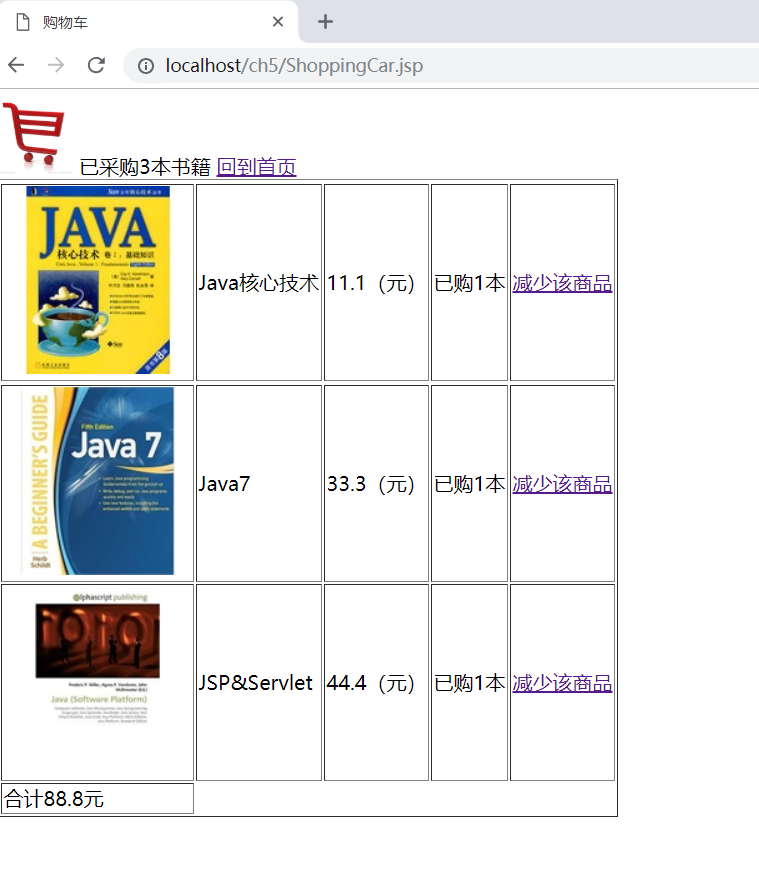 购物车
localhost/ch5/ShoppingCar.jsp
已采购3本书籍 回到首页
JAVA
核心技术 卷Ⅰ：基础知识
Java核心技术 11.1（元） 已购1本 减少该商品
A BEGINNER'S GUIDE
Fifth Edition
Java 7
Herb
Schildt
Java7 33.3（元） 已购1本 减少该商品
alphascript publishing
Java (Software Platform)
JSP&Servlet 44.4（元） 已购1本 减少该商品
合计88.8元